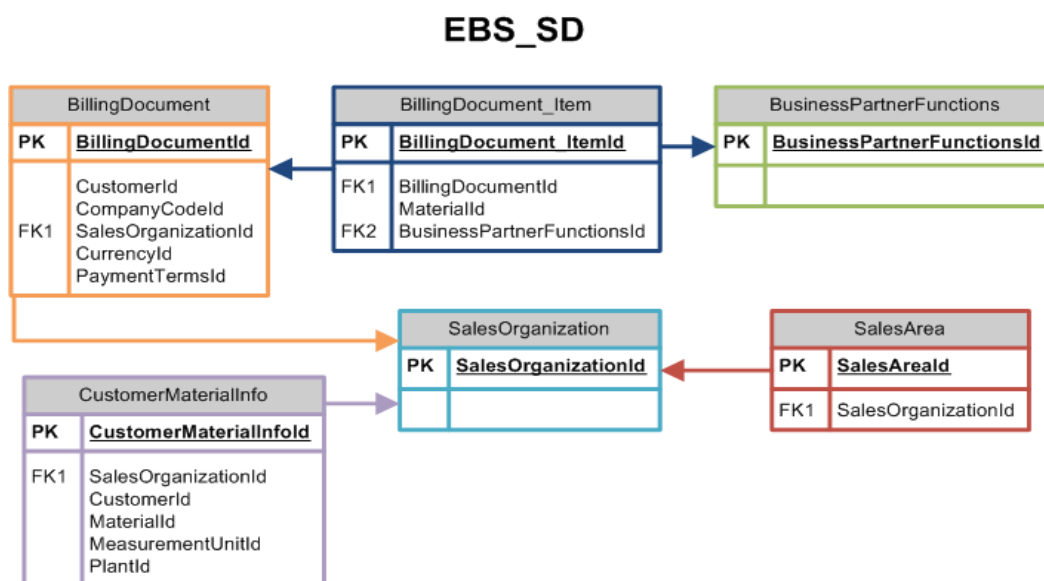 EBS_SD
BillingDocument
PK BillingDocumentId
CustomerId
CompanyCodeId
FK1 SalesOrganizationId
CurrencyId
PaymentTermsId
BillingDocument_Item
PK BillingDocument_ItemId
FK1 BillingDocumentId
MaterialId
FK2 BusinessPartnerFunctionsId
BusinessPartnerFunctions
PK BusinessPartnerFunctionsId
SalesOrganization
PK SalesOrganizationId
SalesArea
PK SalesAreaId
FK1 SalesOrganizationId
CustomerMaterialInfo
PK CustomerMaterialInfoId
FK1 SalesOrganizationId
CustomerId
MaterialId
MeasurementUnitId
PlantId